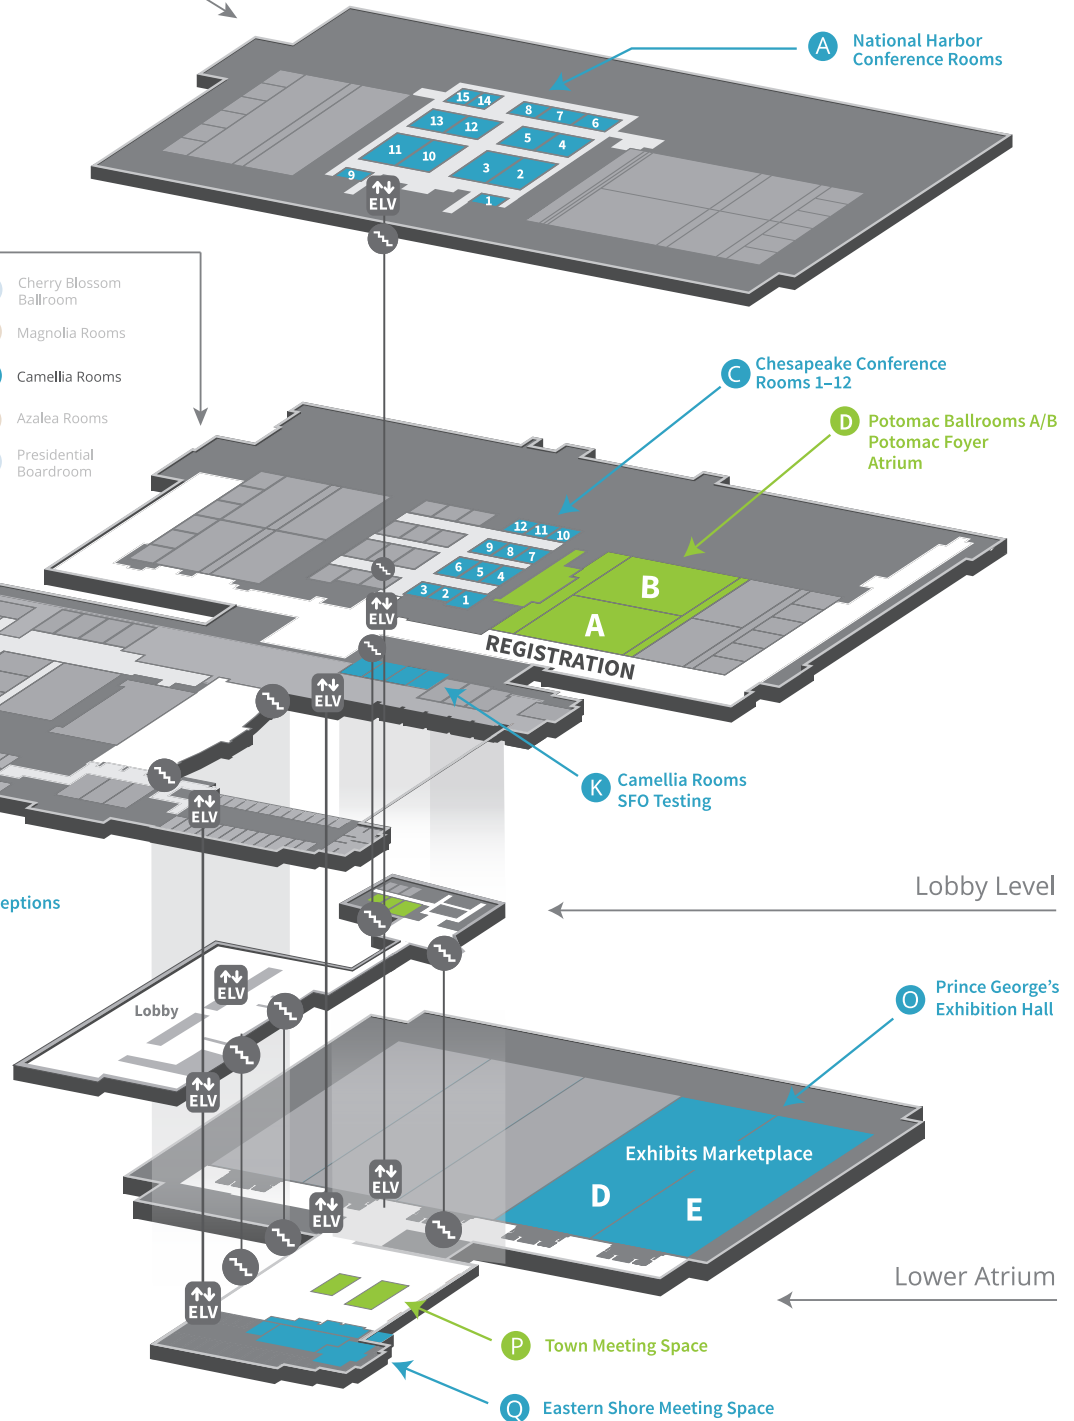 A
National Harbor
Conference Rooms
15 14
8 7 6
13 12
5 4
11 10
3 2
9
1
ELV
Cherry Blossom
Ballroom
Magnolia Rooms
Camellia Rooms
Azalea Rooms
Presidential
Boardroom
C
Chesapeake Conference
Rooms 1–12
D
Potomac Ballrooms A/B
Potomac Foyer
Atrium
12 11 10
9 8 7
6 5 4
3 2 1
B
A
ELV
REGISTRATION
ELV
K
Camellia Rooms
SFO Testing
ELV
Lobby Level
eptions
ELV
Lobby
O
Prince George's
Exhibition Hall
ELV
Exhibits Marketplace
D
E
ELV
ELV
Lower Atrium
ELV
P
Town Meeting Space
Q
Eastern Shore Meeting Space